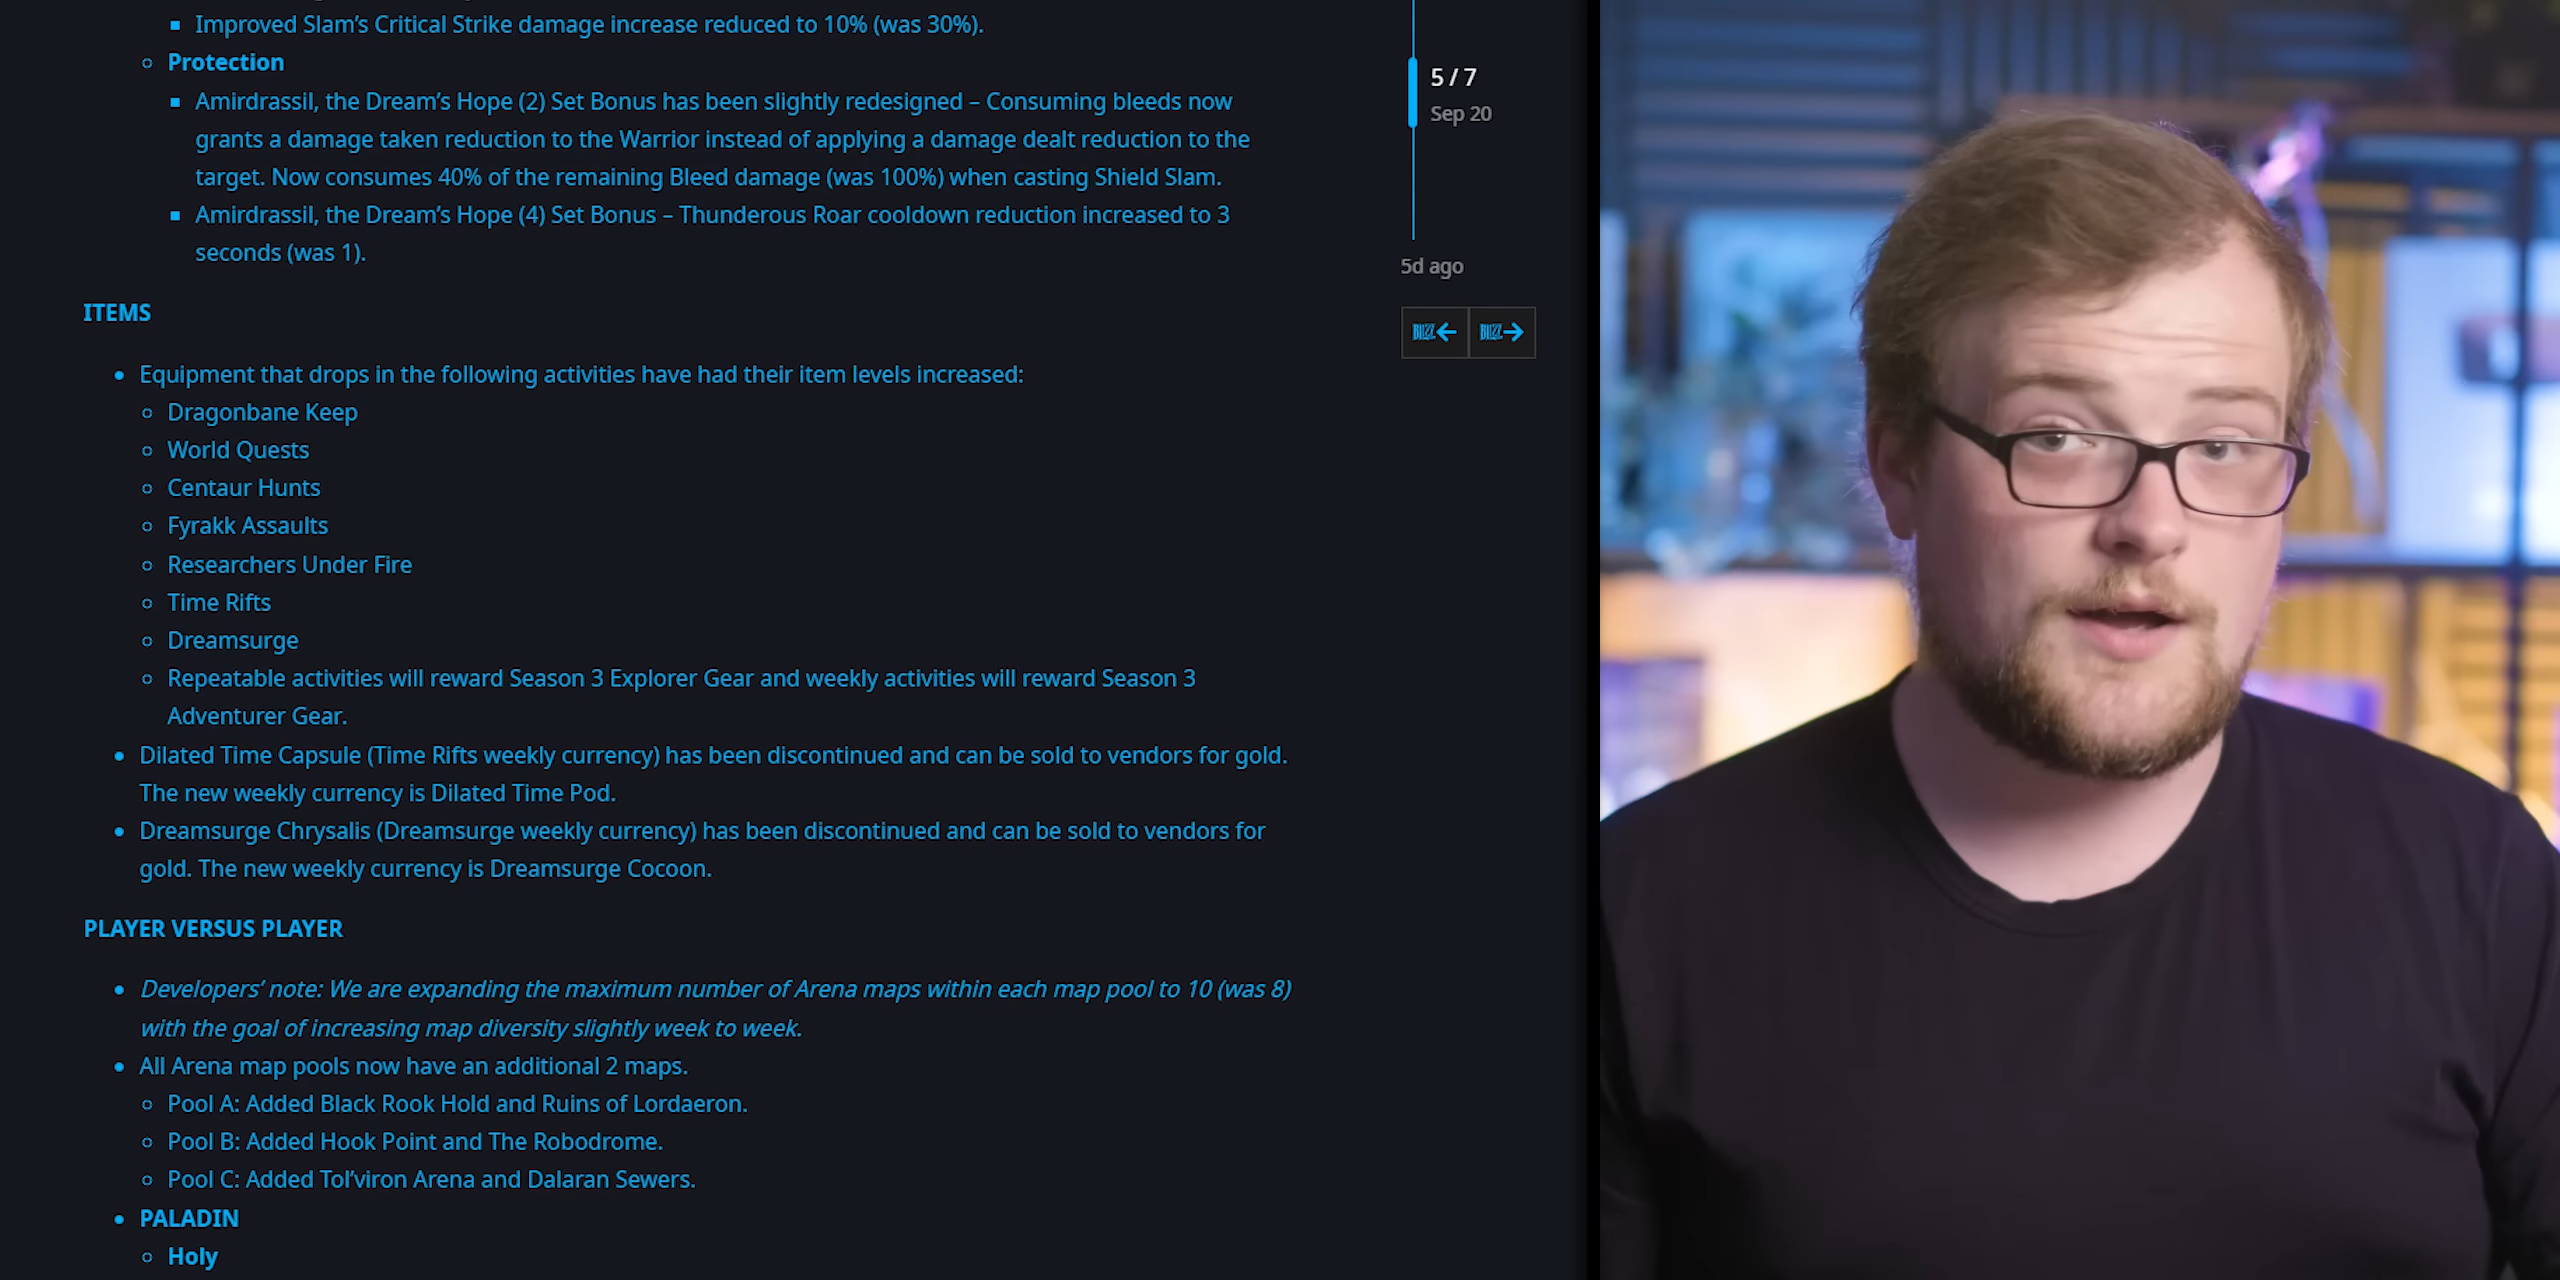 Improved Slam’s Critical Strike damage increase reduced to 10% (was 30%).
Protection
Amirdrassil, the Dream’s Hope (2) Set Bonus has been slightly redesigned – Consuming bleeds now
grants a damage taken reduction to the Warrior instead of applying a damage dealt reduction to the
target. Now consumes 40% of the remaining Bleed damage (was 100%) when casting Shield Slam.
Amirdrassil, the Dream’s Hope (4) Set Bonus – Thunderous Roar cooldown reduction increased to 3
seconds (was 1).
ITEMS
Equipment that drops in the following activities have had their item levels increased:
Dragonbane Keep
World Quests
Centaur Hunts
Fyrakk Assaults
Researchers Under Fire
Time Rifts
Dreamsurge
Repeatable activities will reward Season 3 Explorer Gear and weekly activities will reward Season 3
Adventurer Gear.
Dilated Time Capsule (Time Rifts weekly currency) has been discontinued and can be sold to vendors for gold.
The new weekly currency is Dilated Time Pod.
Dreamsurge Chrysalis (Dreamsurge weekly currency) has been discontinued and can be sold to vendors for
gold. The new weekly currency is Dreamsurge Cocoon.
PLAYER VERSUS PLAYER
Developers’ note: We are expanding the maximum number of Arena maps within each map pool to 10 (was 8)
with the goal of increasing map diversity slightly week to week.
All Arena map pools now have an additional 2 maps.
Pool A: Added Black Rook Hold and Ruins of Lordaeron.
Pool B: Added Hook Point and The Robodrome.
Pool C: Added Tol’viron Arena and Dalaran Sewers.
PALADIN
Holy
5 / 7
Sep 20
5d ago
BLIZZ
BLIZZ